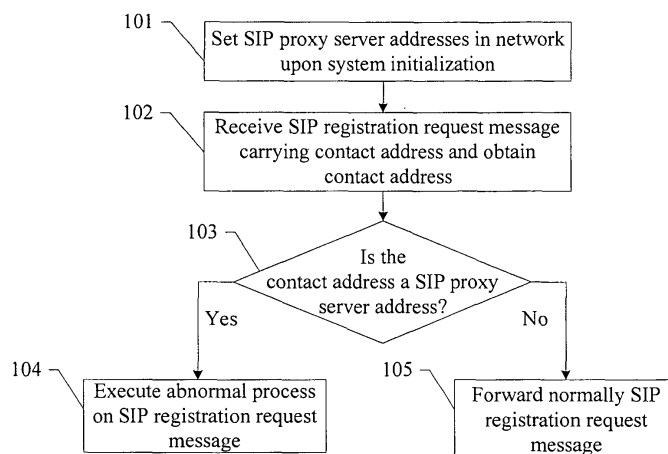 101
Set SIP proxy server addresses in network
upon system initialization
102
Receive SIP registration request message
carrying contact address and obtain
contact address
103
Is the
contact address a SIP proxy
server address?
Yes
No
104
Execute abnormal process
on SIP registration request
message
105
Forward normally SIP
registration request
message